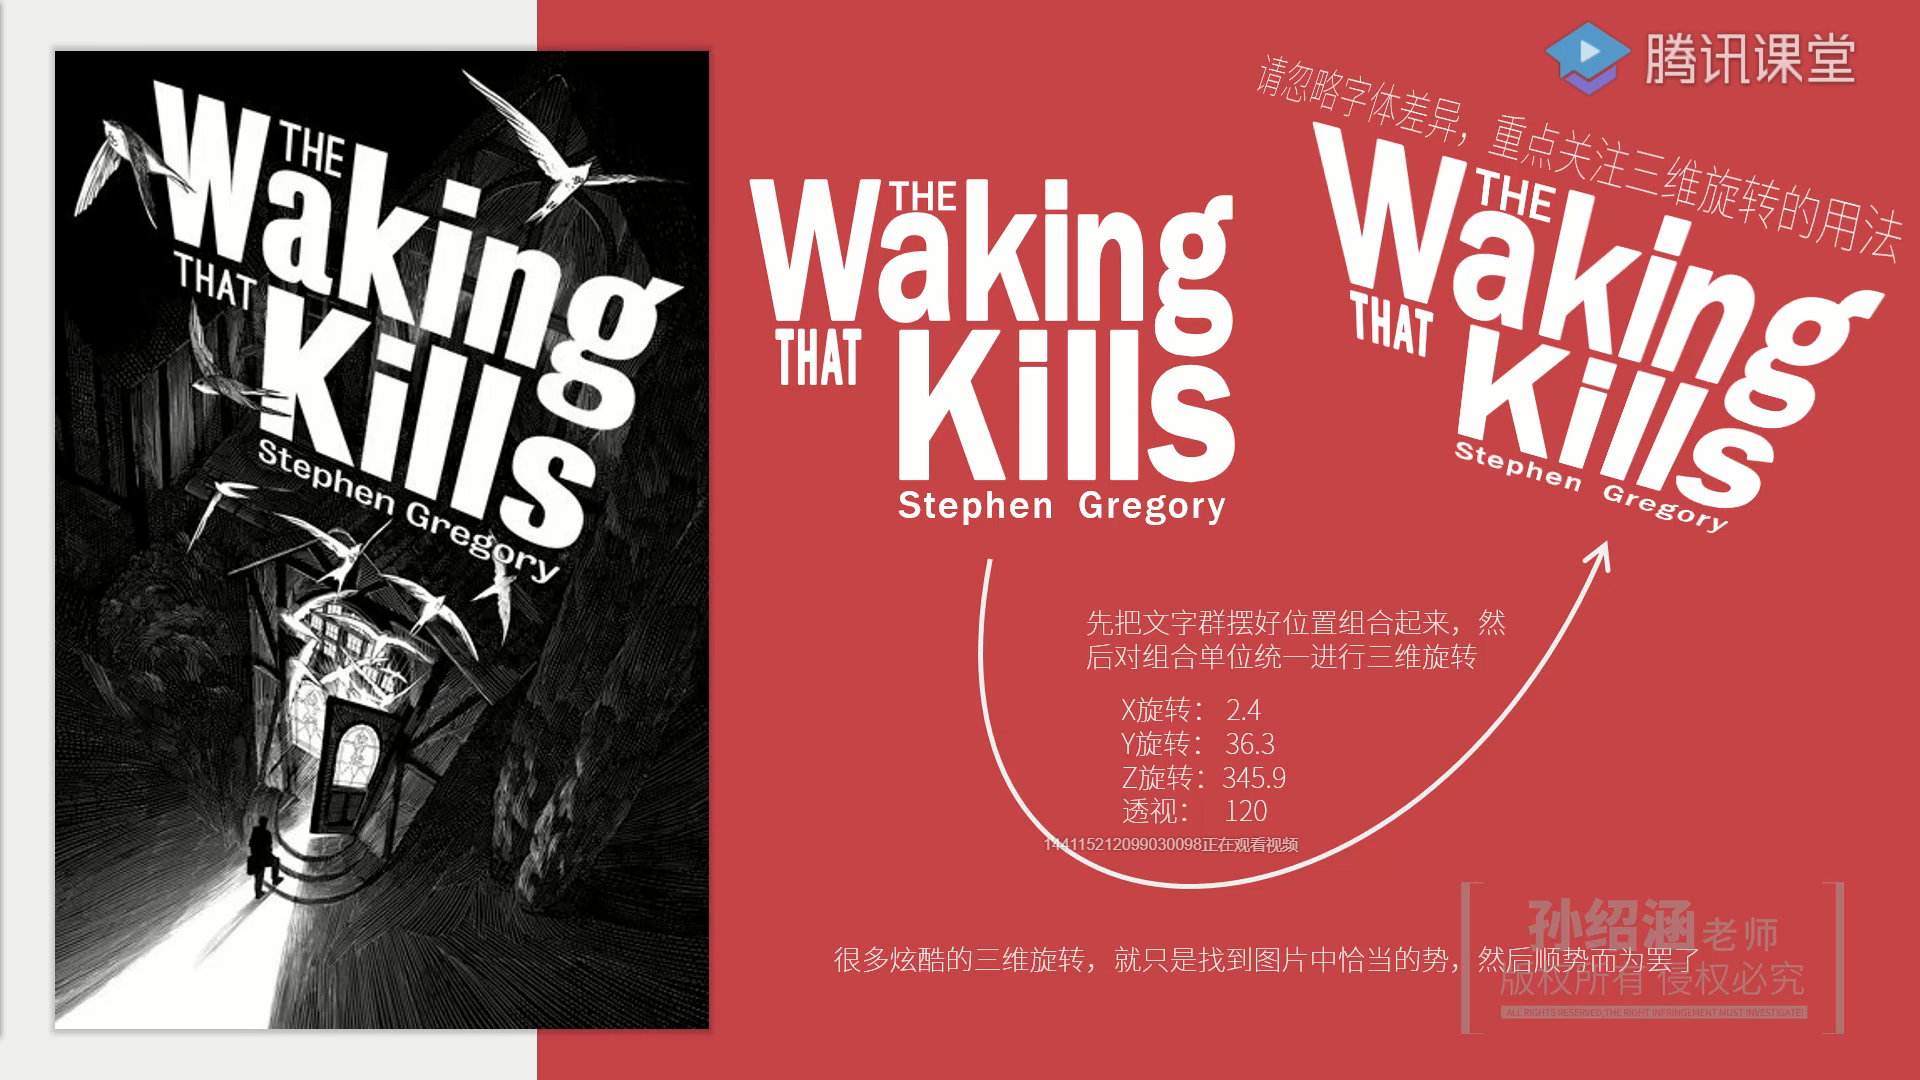 THE
Waking
THAT
Kills
Stephen Gregory
THE
Waking
THAT
Kills
Stephen Gregory
腾讯课堂
请忽略字体差异，重点关注三维旋转的用法
THE
Waking
THAT
Kills
Stephen Gregory
先把文字群摆好位置组合起来，然
后对组合单位统一进行三维旋转
X旋转： 2.4
Y旋转： 36.3
Z旋转：345.9
透视： 120
144115212099030098正在观看视频
很多炫酷的三维旋转，就只是找到图片中恰当的势，然后顺势而为罢了
孙绍涵老师
版权所有 侵权必究
ALL RIGHTS RESERVED,THE RIGHT INFRINGEMENT MUST INVESTIGATE